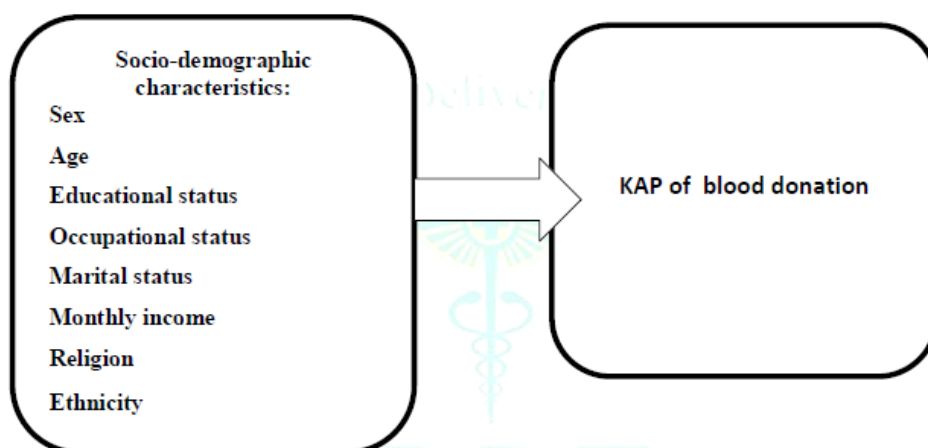 Socio-demographic
characteristics:
Sex
Age
Educational status
Occupational status
Marital status
Monthly income
Religion
Ethnicity
KAP of blood donation